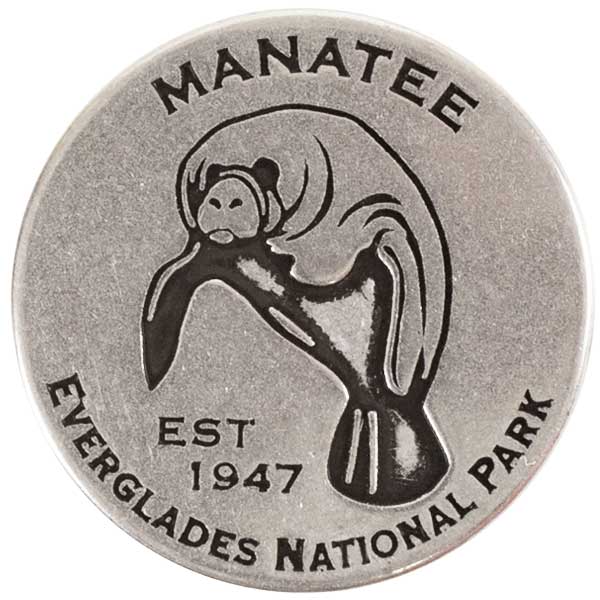 MANATEE
EST
1947
EVERGLADES NATIONAL PARK